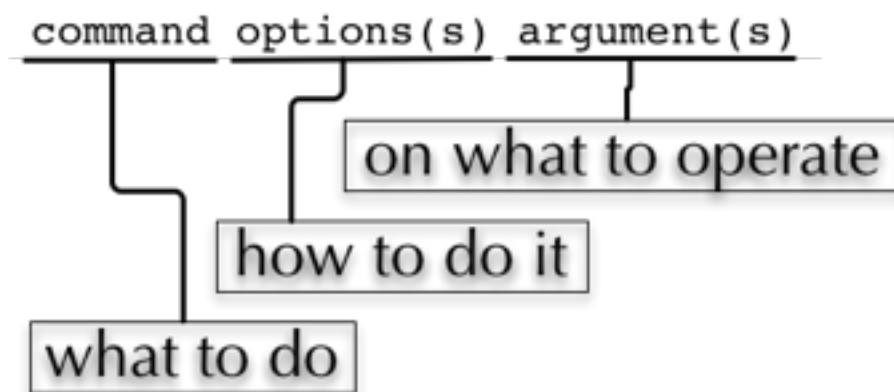 command options(s) argument(s)
on what to operate
how to do it
what to do